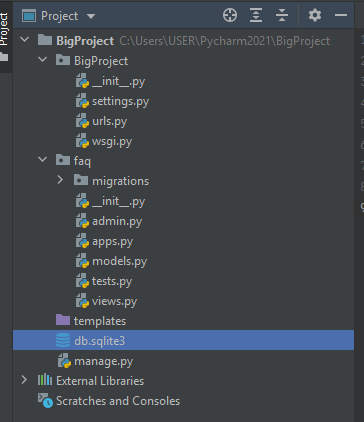 Project
Project
BigProject C:\Users\USER\Pycharm2021\BigProject
BigProject
__init__.py
settings.py
urls.py
wsgi.py
faq
migrations
__init__.py
admin.py
apps.py
models.py
tests.py
views.py
templates
db.sqlite3
manage.py
External Libraries
Scratches and Consoles